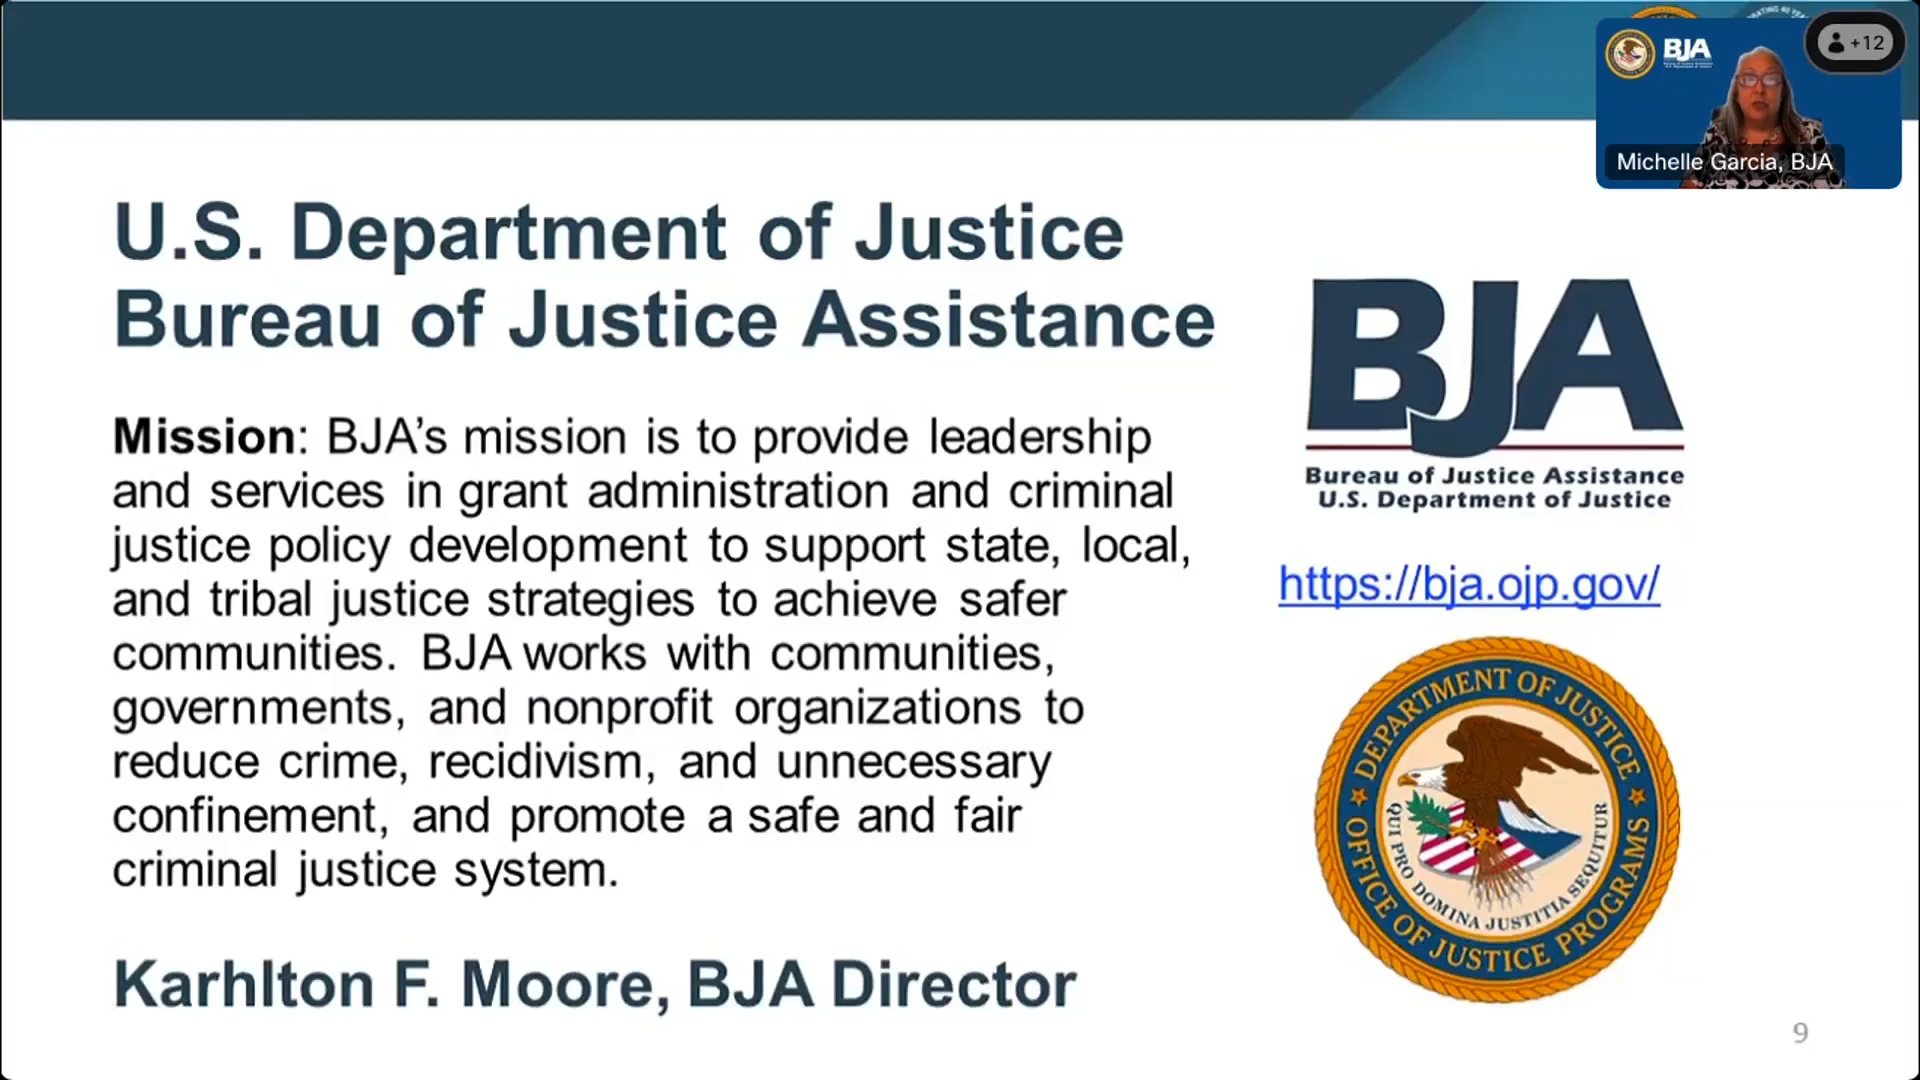 BJA
+12
Michelle Garcia, BJA
U.S. Department of Justice
Bureau of Justice Assistance
Mission: BJA’s mission is to provide leadership
and services in grant administration and criminal
justice policy development to support state, local,
and tribal justice strategies to achieve safer
communities. BJA works with communities,
governments, and nonprofit organizations to
reduce crime, recidivism, and unnecessary
confinement, and promote a safe and fair
criminal justice system.
Karhlton F. Moore, BJA Director
BJA
Bureau of Justice Assistance
U.S. Department of Justice
https://bja.ojp.gov/
DEPARTMENT OF JUSTICE
OFFICE OF JUSTICE PROGRAMS
QUI PRO DOMINA JUSTITIA SEQUITUR
9